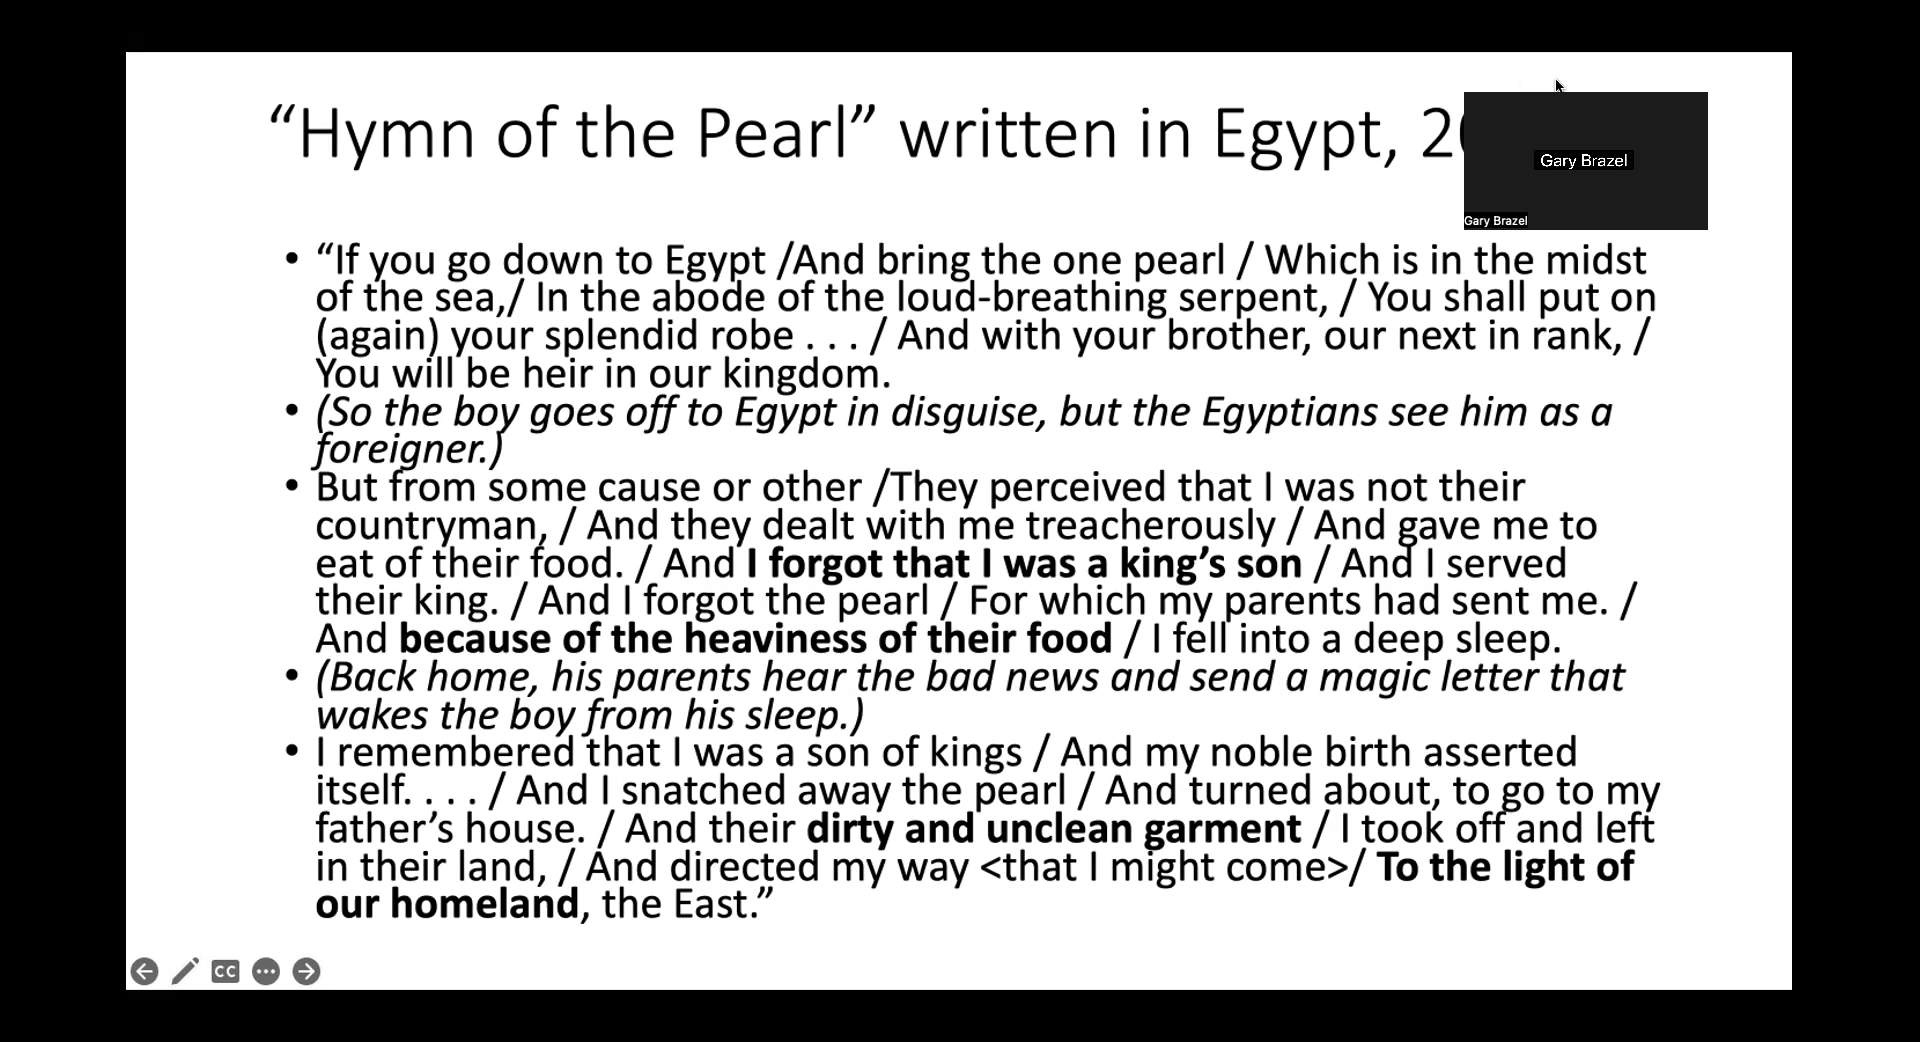 “Hymn of the Pearl” written in Egypt,
Gary Brazel
Gary Brazel
• “If you go down to Egypt /And bring the one pearl / Which is in the midst
of the sea,/ In the abode of the loud-breathing serpent, / You shall put on
(again) your splendid robe . . . / And with your brother, our next in rank, /
You will be heir in our kingdom.
• (So the boy goes off to Egypt in disguise, but the Egyptians see him as a
foreigner.)
• But from some cause or other /They perceived that I was not their
countryman, / And they dealt with me treacherously / And gave me to
eat of their food. / And I forgot that I was a king’s son / And I served
their king. / And I forgot the pearl / For which my parents had sent me. /
And because of the heaviness of their food / I fell into a deep sleep.
• (Back home, his parents hear the bad news and send a magic letter that
wakes the boy from his sleep.)
• I remembered that I was a son of kings / And my noble birth asserted
itself. . . . / And I snatched away the pearl / And turned about, to go to my
father’s house. / And their dirty and unclean garment / I took off and left
in their land, / And directed my way <that I might come>/ To the light of
our homeland, the East.”
CC